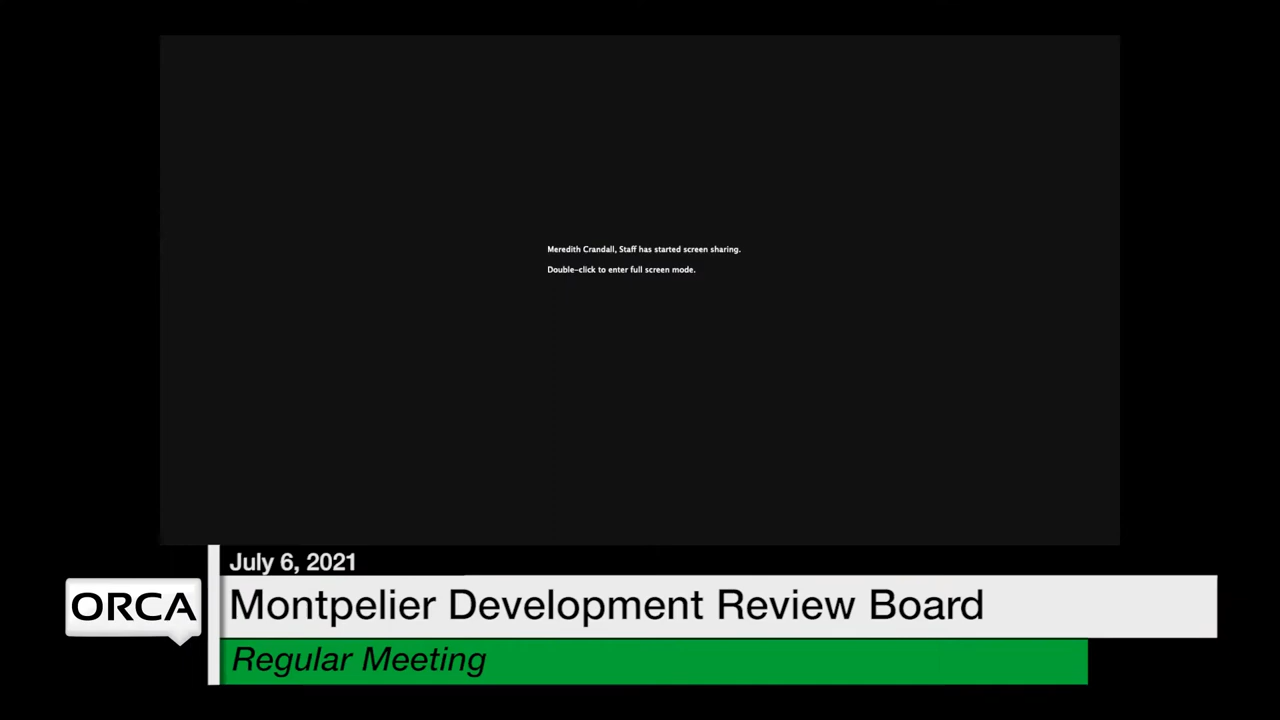 Meredith Crandall, Staff has started screen sharing.
Double-click to enter full screen mode.
July 6, 2021
ORCA
Montpelier Development Review Board
Regular Meeting